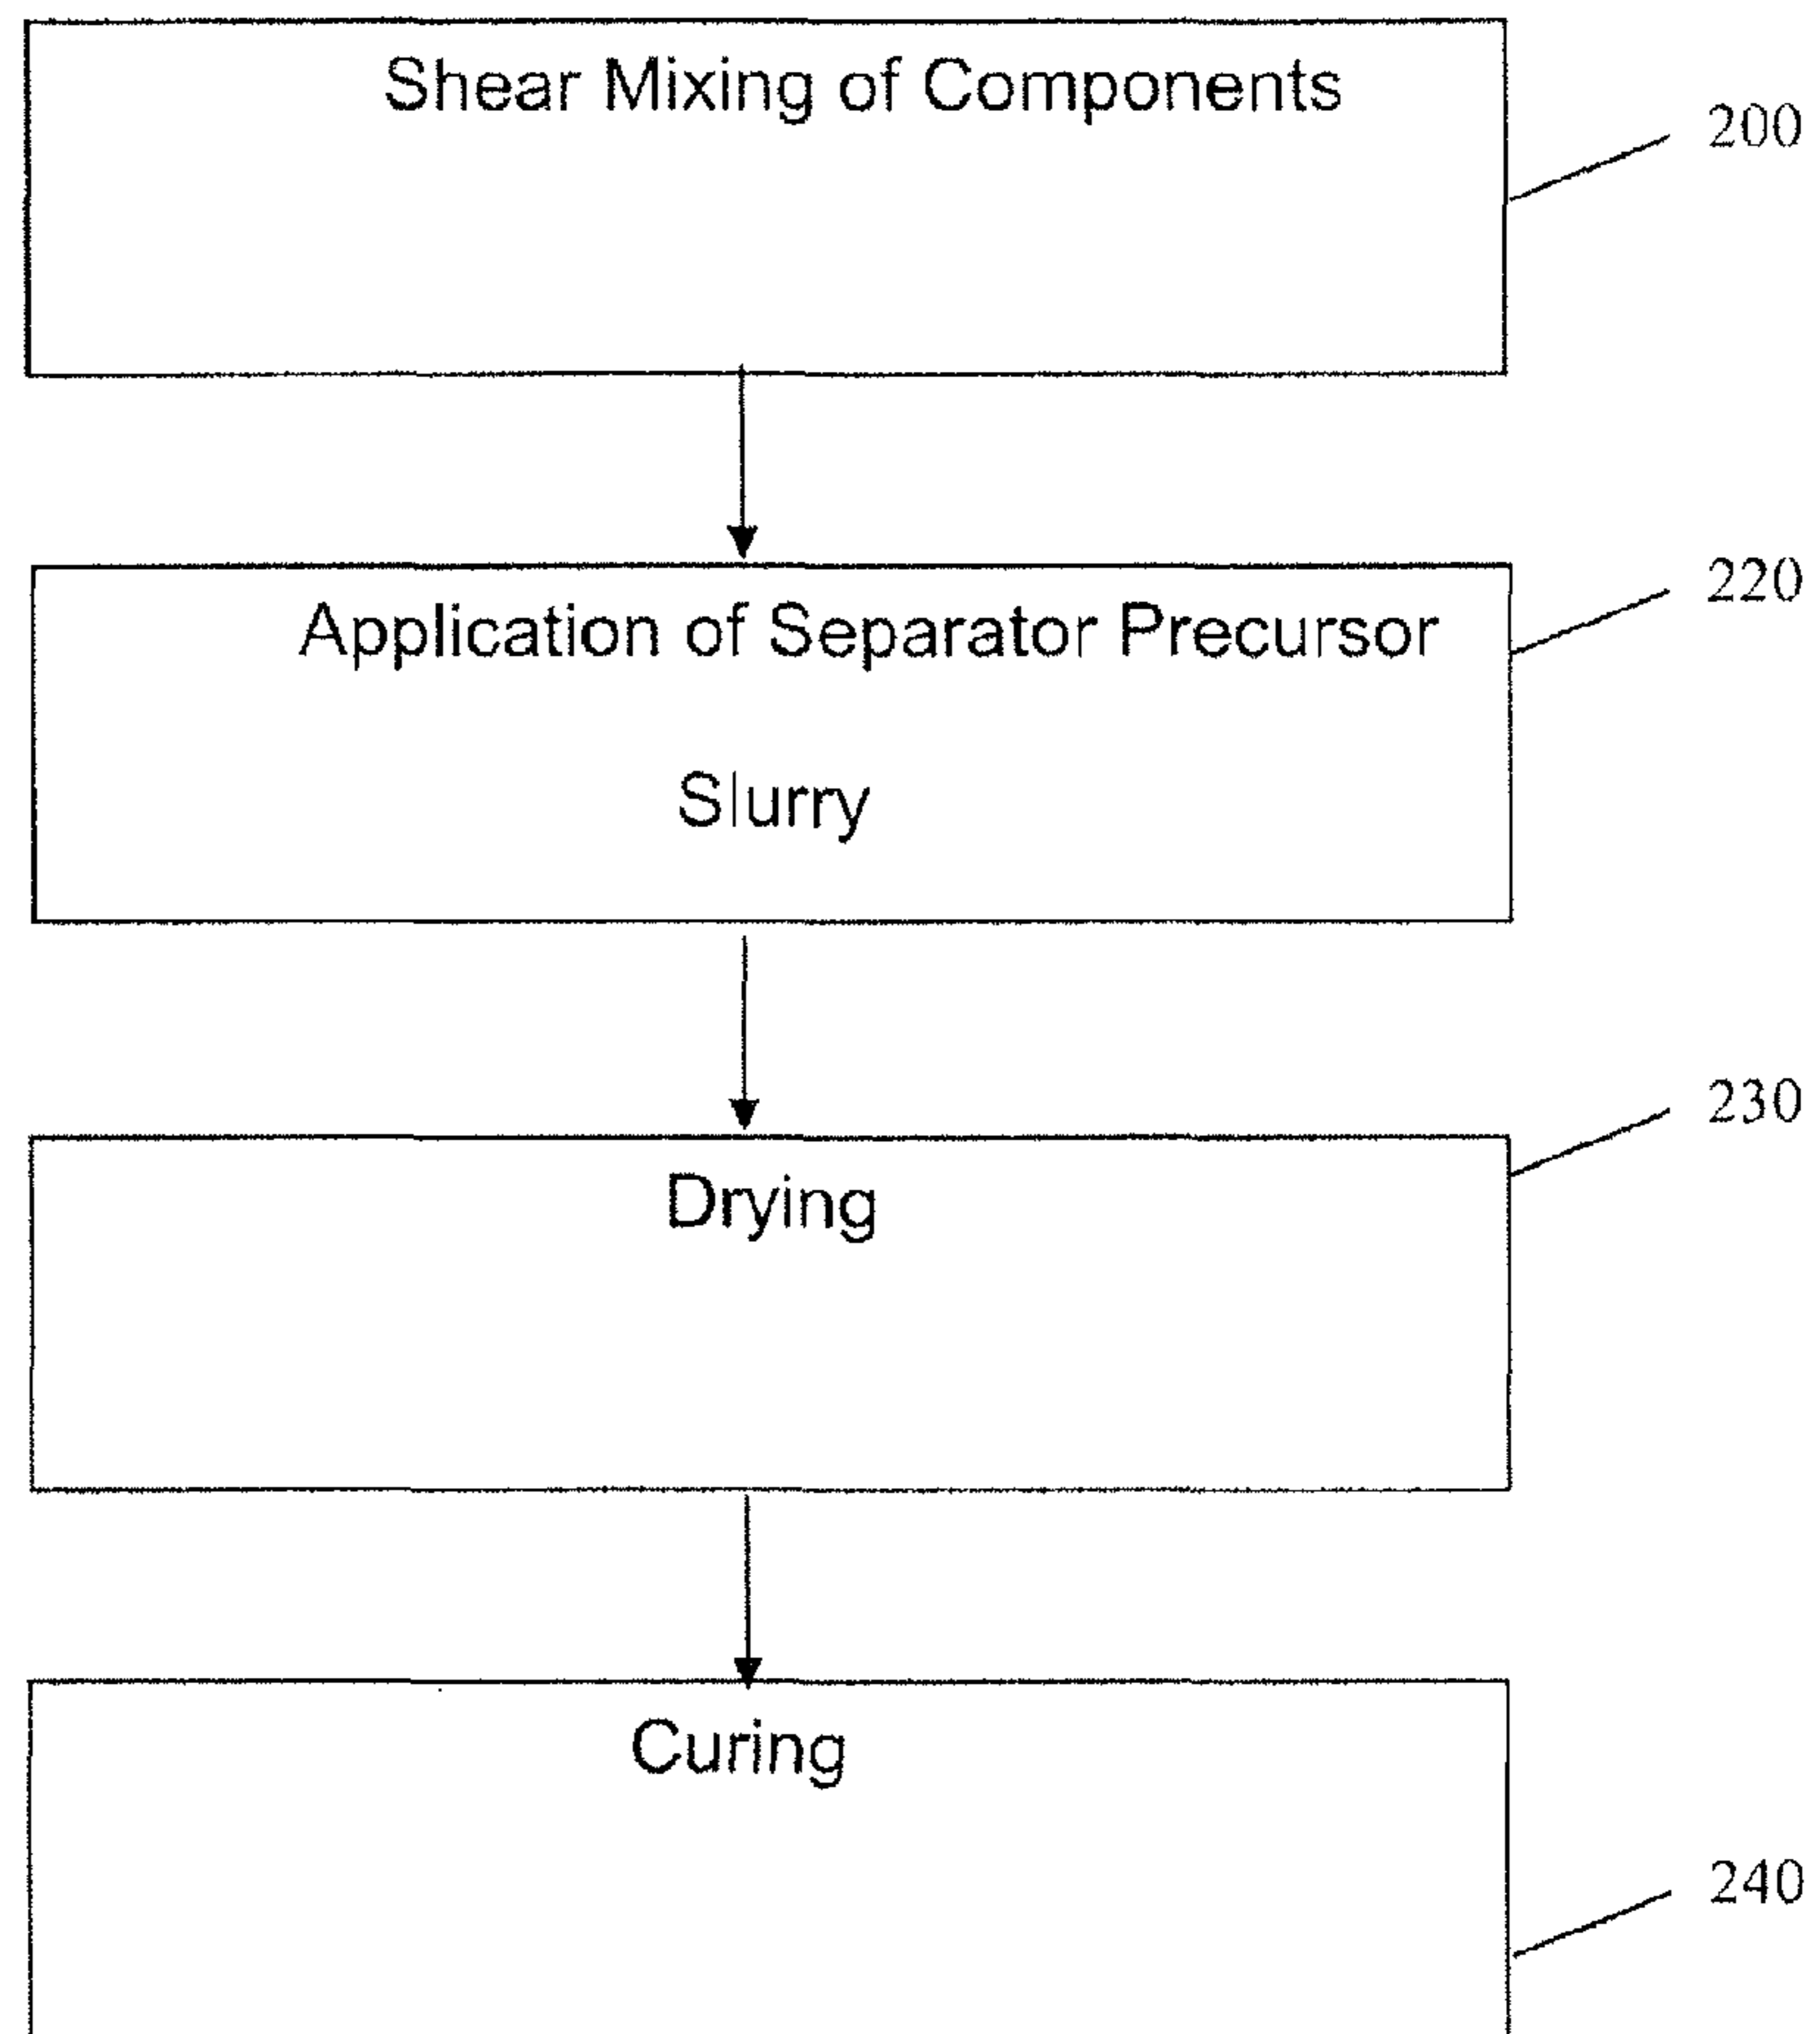 Shear Mixing of Components
200
Application of Separator Precursor
220
Slurry
230
Drying
Curing
240